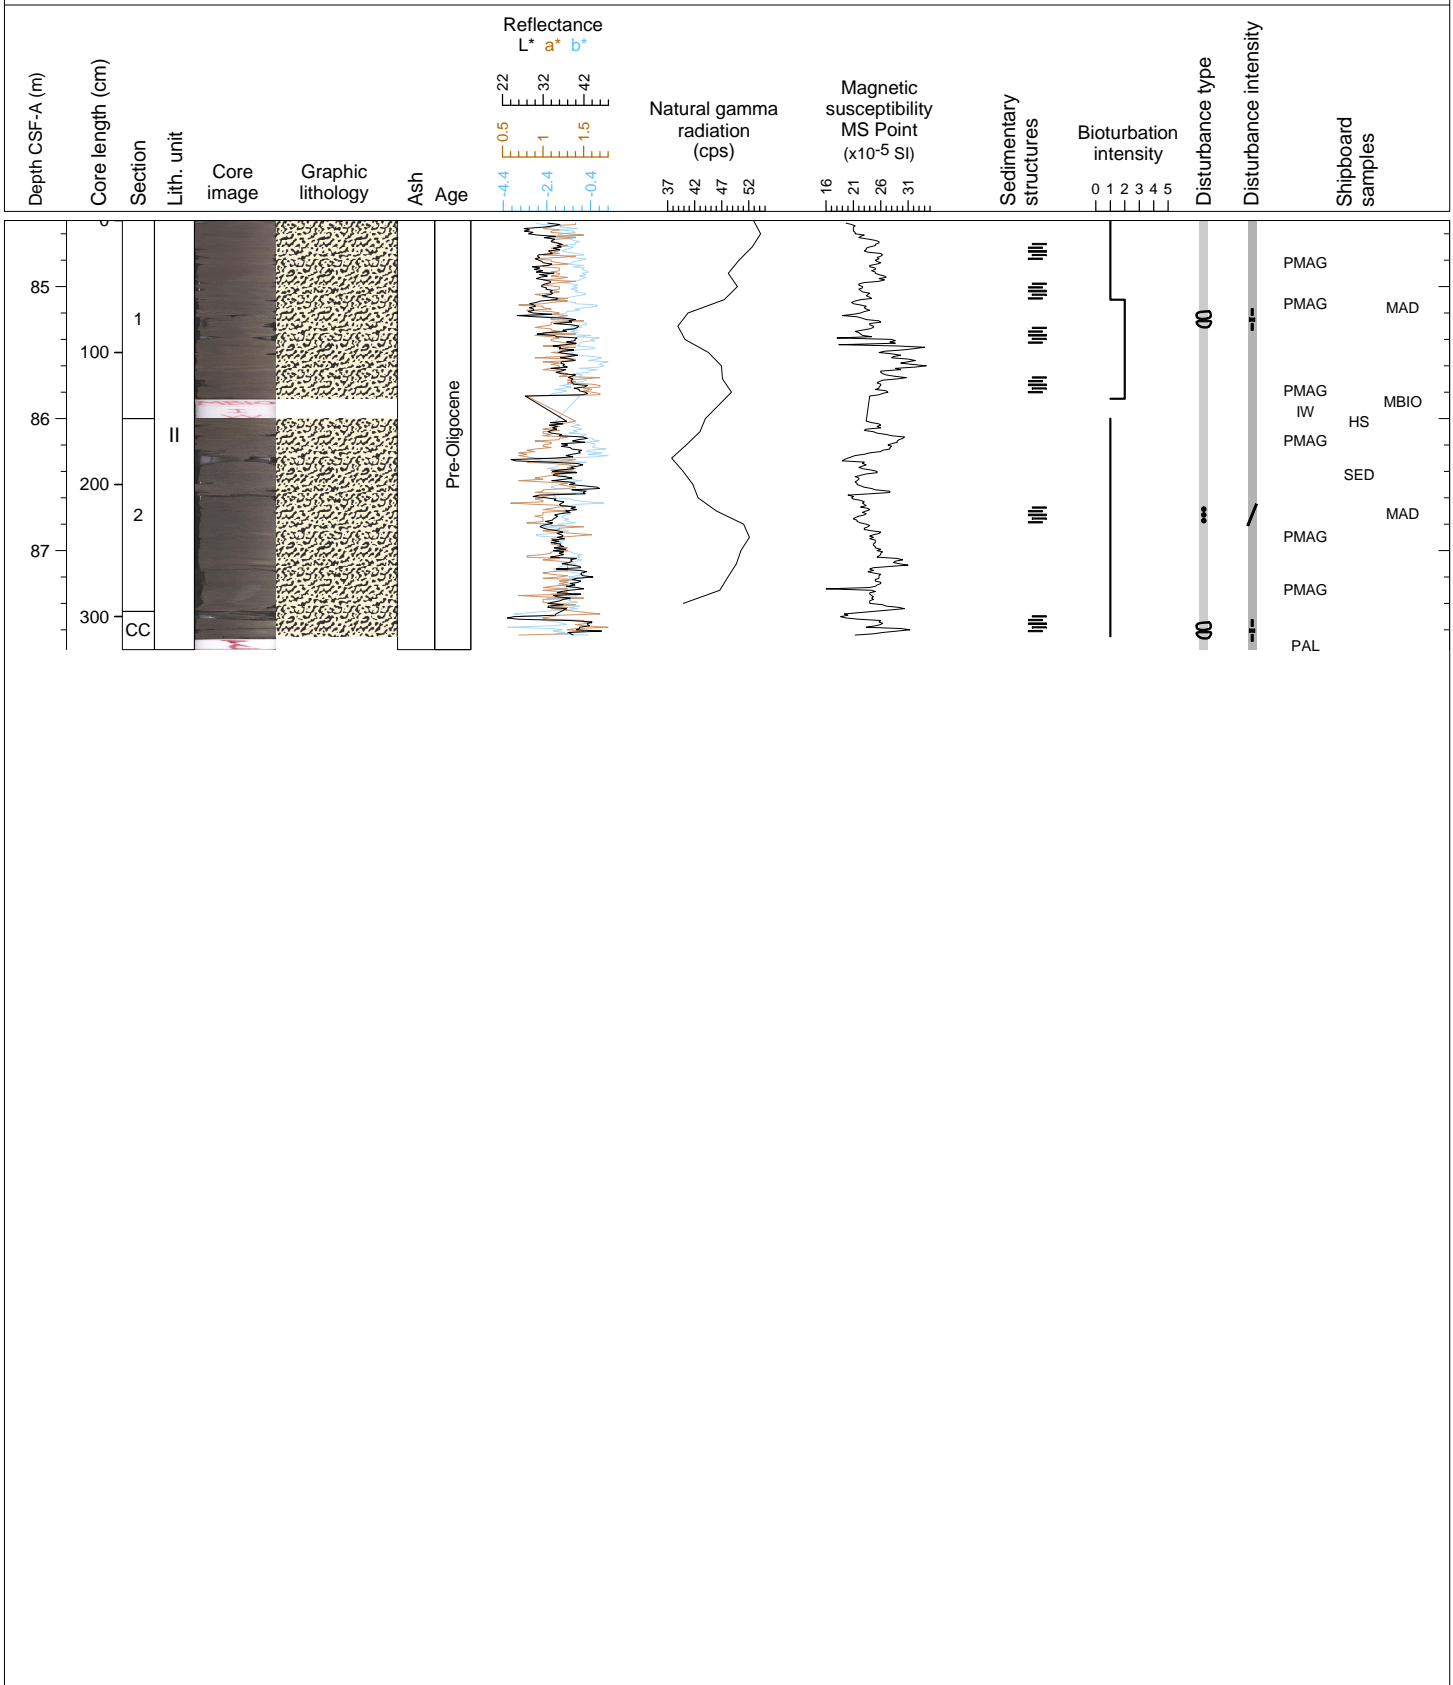 Reflectance
L* a* b*
22 32 42
0.5 1 1.5
-4.4 -2.4 -0.4
Depth CSF-A (m)
Core length (cm)
Section
Lith. unit
Core
image
Graphic
lithology
Ash
Age
Natural gamma
radiation
(cps)
37 42 47 52
Magnetic
susceptibility
MS Point
(x10-5 SI)
16 21 26 31
Sedimentary
structures
Bioturbation
intensity
0 1 2 3 4 5
Disturbance type
Disturbance intensity
Shipboard
samples
0
85
100
86
200
87
300
1
2
CC
II
Pre-Oligocene
PMAG
PMAG
MAD
PMAG
MBIO
IW
HS
PMAG
SED
MAD
PMAG
PMAG
PAL